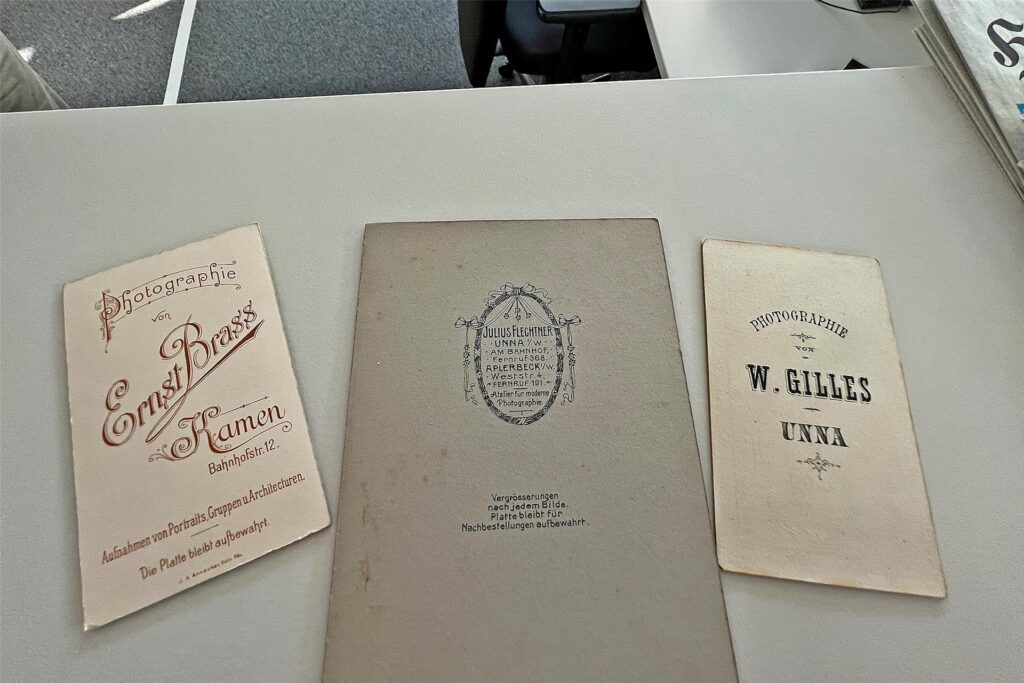 Photographie
von
Ernst Brass
Kamen
Bahnhofstr. 12.
Aufnahmen von Portraits, Gruppen u Architecturen.
Die Platte bleibt aufbewahrt.
JULIUS FLECHTNER
UNNA i/W.
AM BAHNHOF,
Fernruf 368.
APLERBECK i/W.
Weststr
FERNRUF 191.
Atelier für moderne
Photographie.
Vergrösserungen
nach jedem Bilde.
Platte bleibt für
Nachbestellungen aufbewahrt.
PHOTOGRAPHIE
VON
W. GILLES
UNNA